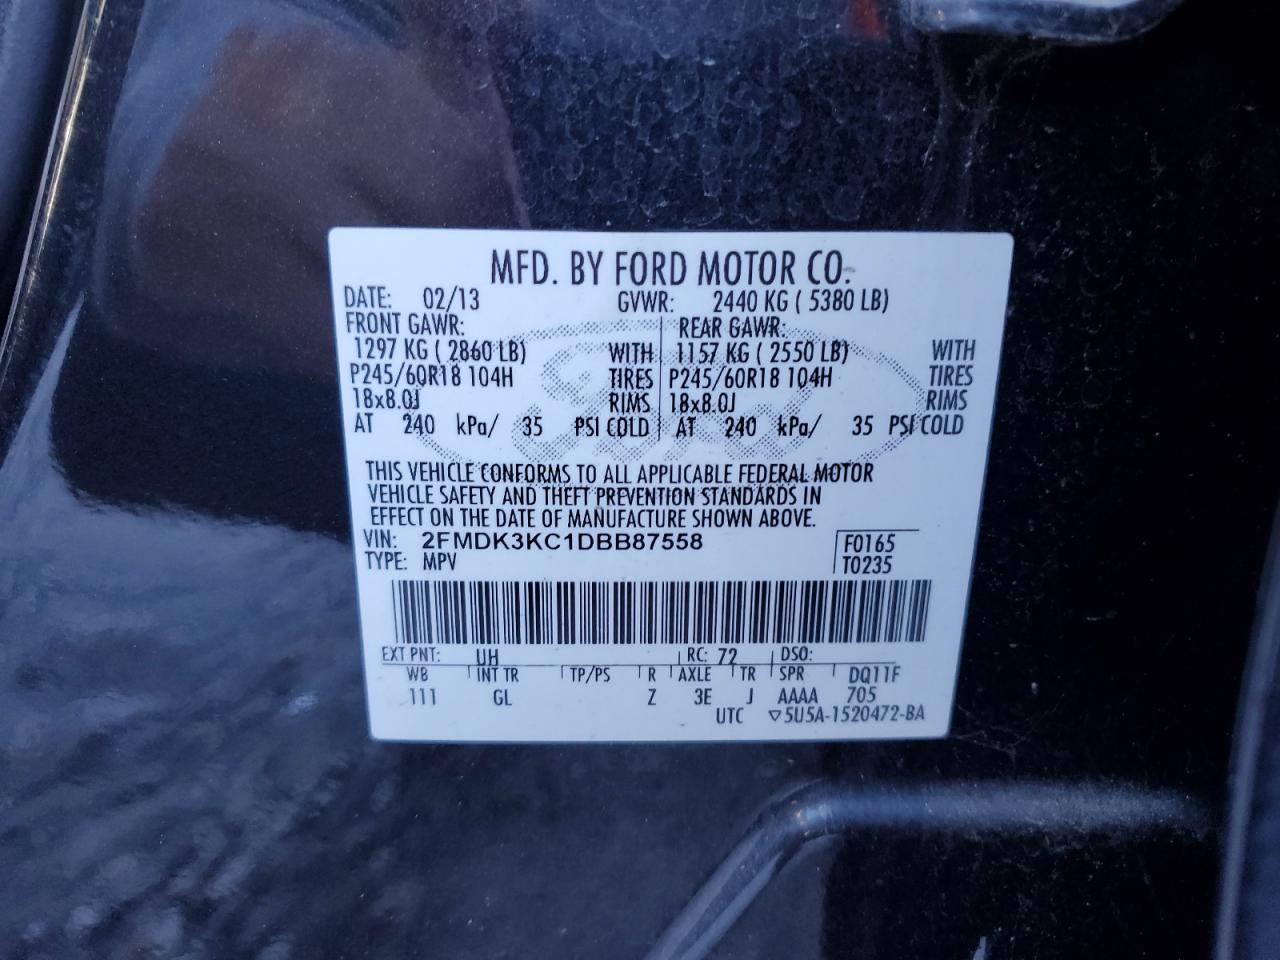 MFD. BY FORD MOTOR CO.
DATE: 02/13 GVWR: 2440 KG ( 5380 LB)
FRONT GAWR: REAR GAWR:
1297 KG ( 2860 LB) WITH 1157 KG ( 2550 LB) WITH
P245/60R18 104H TIRES P245/60R18 104H TIRES
18x8.0J RIMS 18x8.0J RIMS
AT 240 kPa/ 35 PSI COLD AT 240 kPa/ 35 PSI COLD
THIS VEHICLE CONFORMS TO ALL APPLICABLE FEDERAL MOTOR
VEHICLE SAFETY AND THEFT PREVENTION STANDARDS IN
EFFECT ON THE DATE OF MANUFACTURE SHOWN ABOVE.
VIN: 2FMDK3KC1DBB87558 F0165
TYPE: MPV T0235
EXT PNT: UH RC: 72 DSO:
WB INT TR TP/PS R AXLE TR SPR DQ11F
111 GL Z 3E J AAAA 705
UTC ▽5U5A-1520472-BA